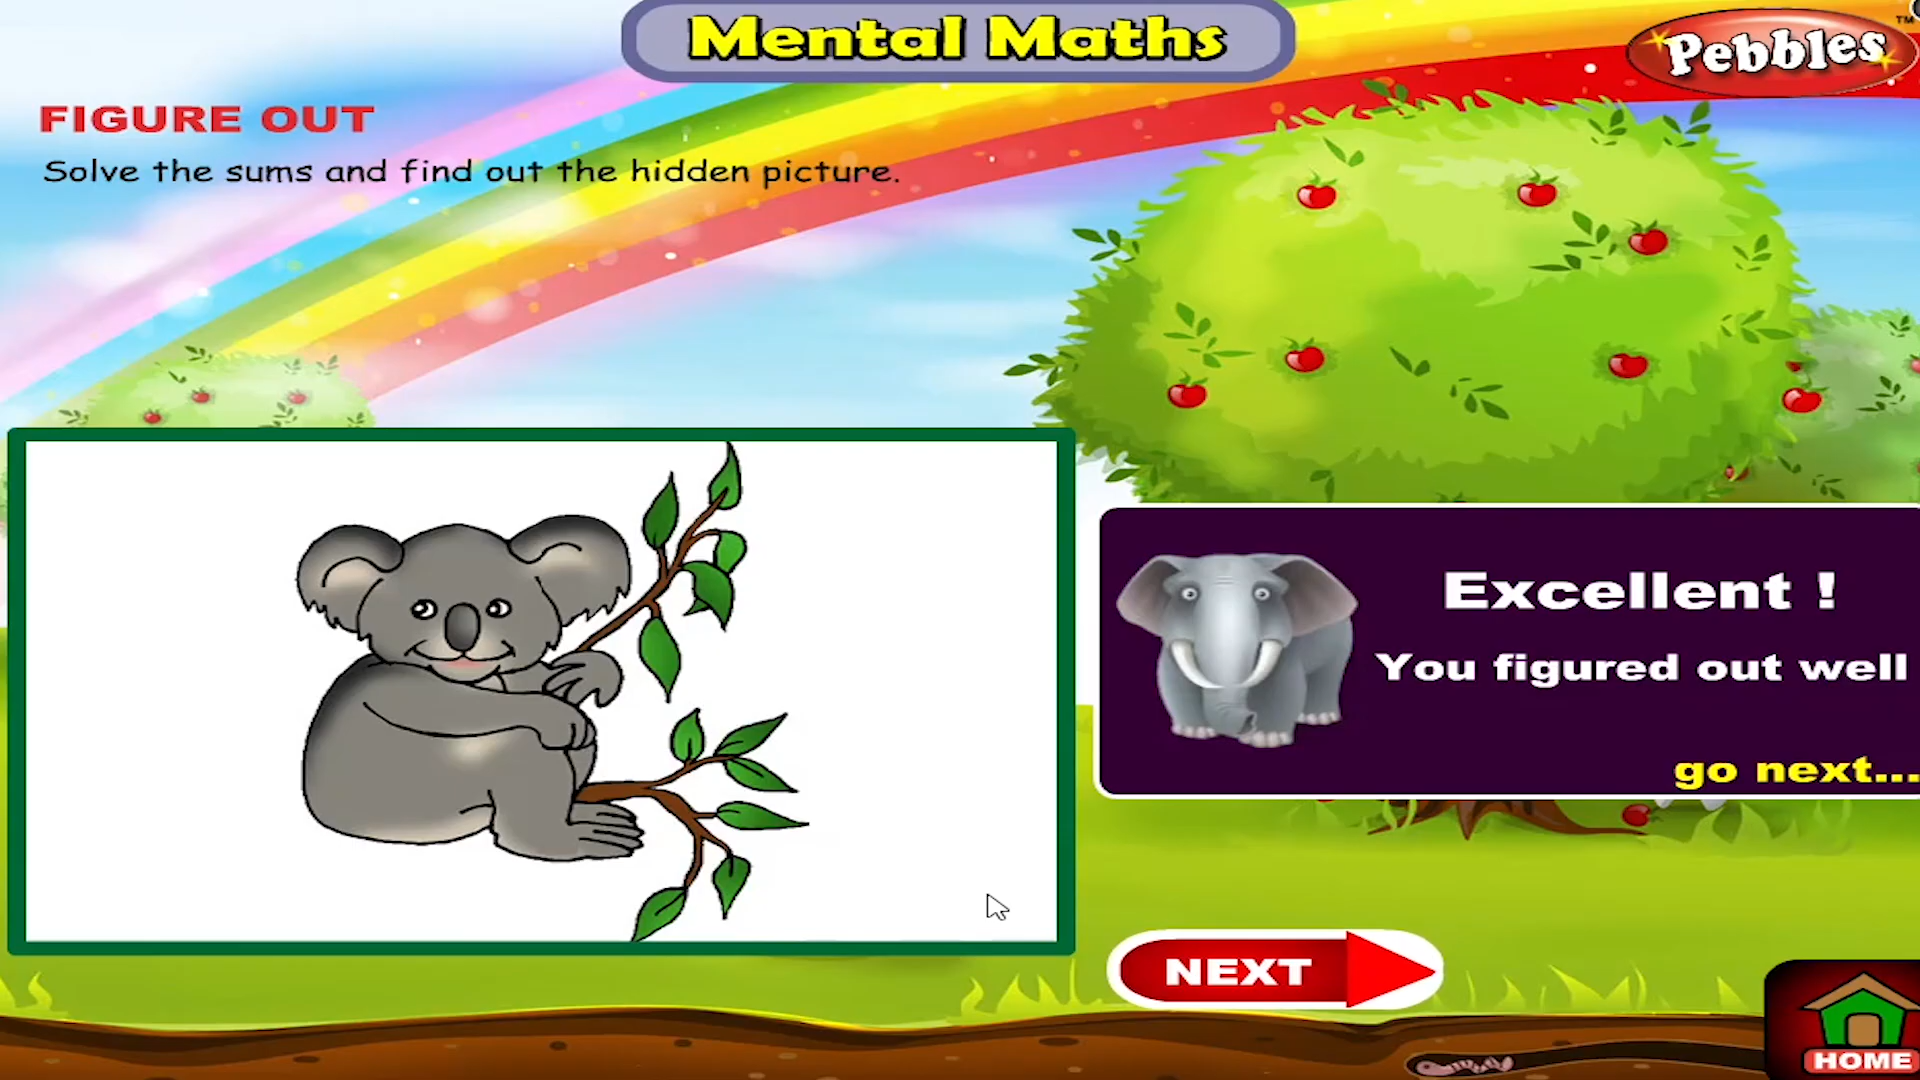 Mental Maths
Pebbles
TM
FIGURE OUT
Solve the sums and find out the hidden picture.
Excellent !
You figured out well
go next...
NEXT
HOME